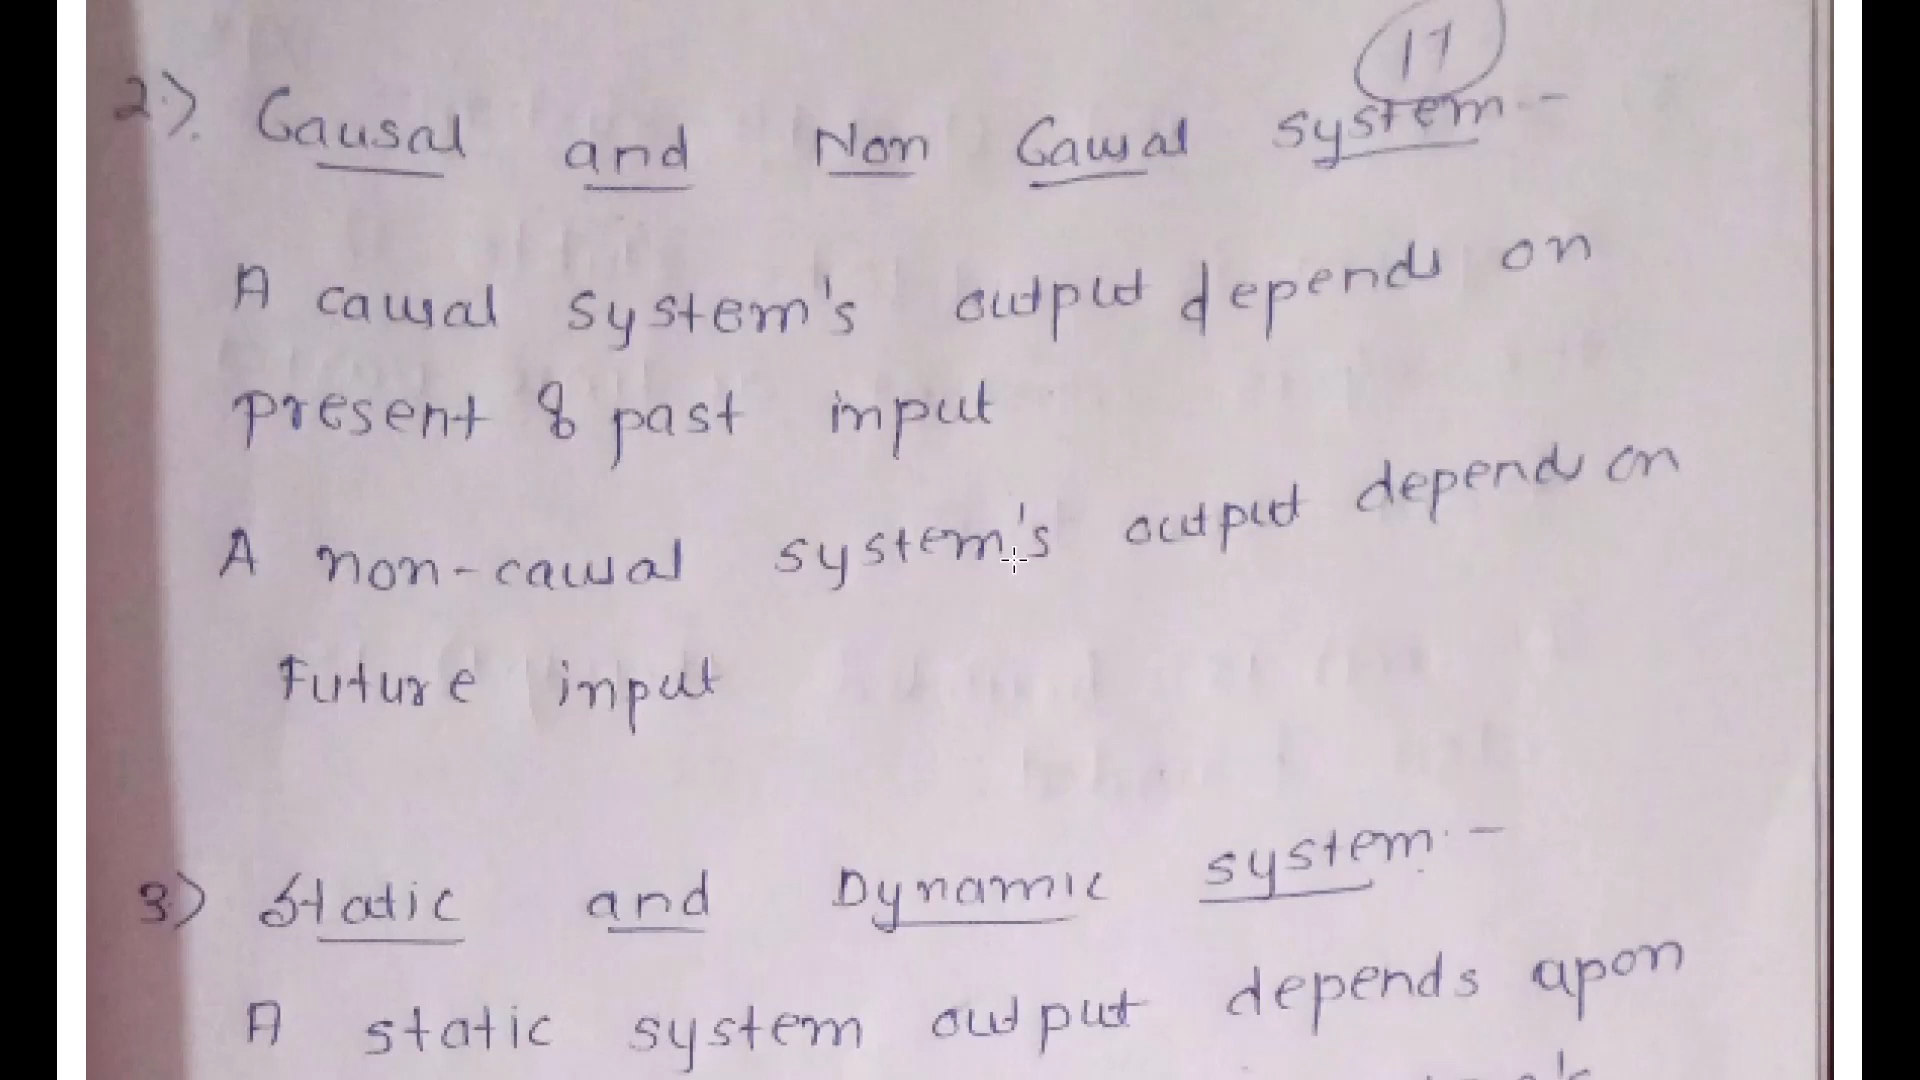 17
2.) Causal and Non Causal system:-
A causal system's output depends on
present & past input
A non-causal system's output depends on
Future input
3) Static and Dynamic system:-
A static system output depends apon